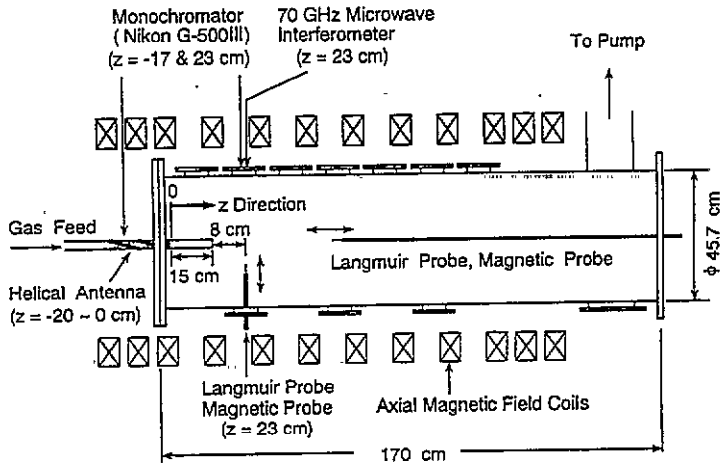 Monochromator
( Nikon G-500III)
(z = -17 & 23 cm)
70 GHz Microwave
Interferometer
(z = 23 cm)
To Pump
0
z Direction
Gas Feed
8 cm
15 cm
Langmuir Probe, Magnetic Probe
ϕ 45.7 cm
Helical Antenna
(z = -20 ~ 0 cm)
Langmuir Probe
Magnetic Probe
(z = 23 cm)
Axial Magnetic Field Coils
170 cm